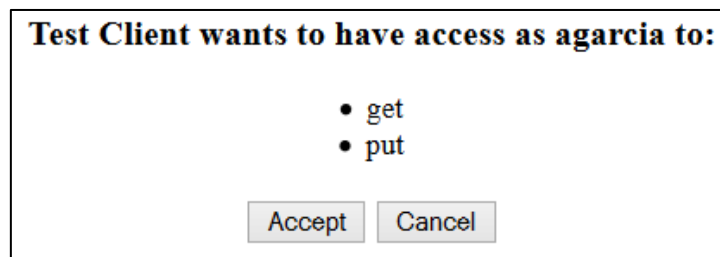 Test Client wants to have access as agarcia to:
• get
• put
Accept Cancel